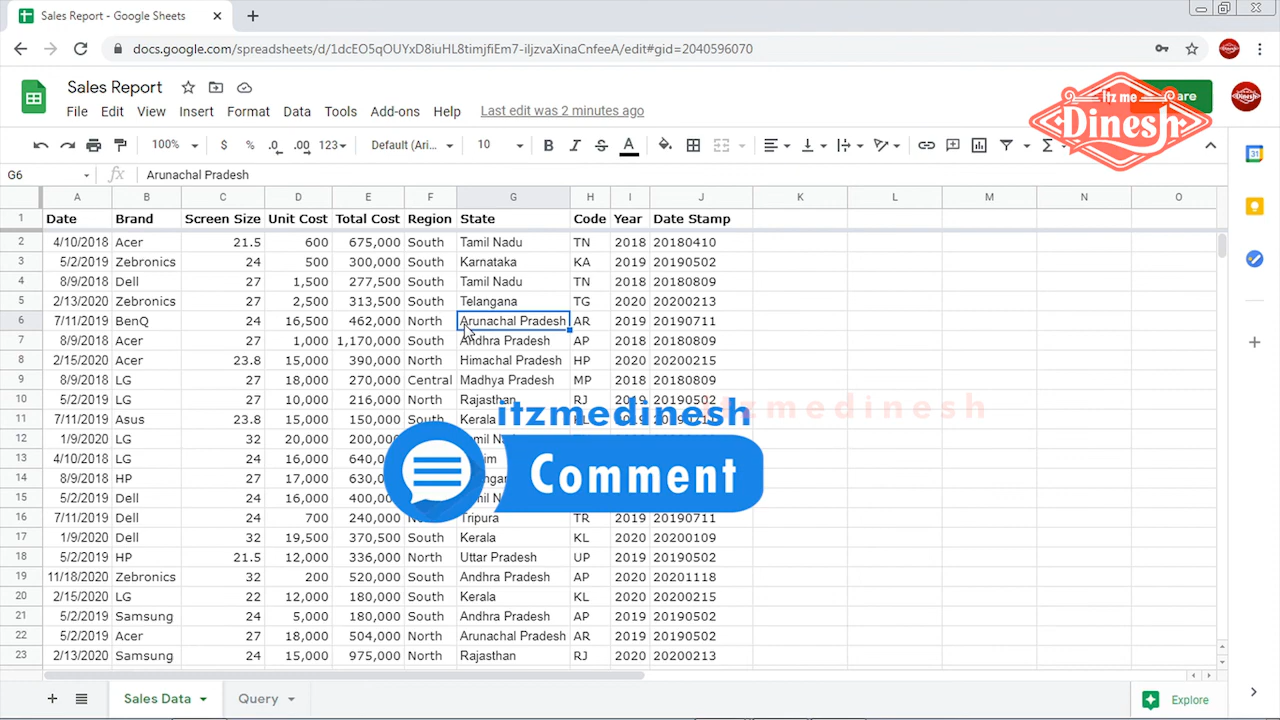 Sales Report - Google Sheets
docs.google.com/spreadsheets/d/1dcEO5qOUYxD8iuHL8timjfiEm7-iljzvaXinaCnfeeA/edit#gid=2040596070
Sales Report
File Edit View Insert Format Data Tools Add-ons Help Last edit was 2 minutes ago
Itz me
Dinesh
100% $ % .0 .00 123 Default (Ari... 10 B I S A
G6 fx Arunachal Pradesh
A B C D E F G H I J K L M N O
1 Date Brand Screen Size Unit Cost Total Cost Region State Code Year Date Stamp
2 4/10/2018 Acer 21.5 600 675,000 South Tamil Nadu TN 2018 20180410
3 5/2/2019 Zebronics 24 500 300,000 South Karnataka KA 2019 20190502
4 8/9/2018 Dell 27 1,500 277,500 South Tamil Nadu TN 2018 20180809
5 2/13/2020 Zebronics 27 2,500 313,500 South Telangana TG 2020 20200213
6 7/11/2019 BenQ 24 16,500 462,000 North Arunachal Pradesh AR 2019 20190711
7 8/9/2018 Acer 27 1,000 1,170,000 South Andhra Pradesh AP 2018 20180809
8 2/15/2020 Acer 23.8 15,000 390,000 North Himachal Pradesh HP 2020 20200215
9 8/9/2018 LG 27 18,000 270,000 Central Madhya Pradesh MP 2018 20180809
10 5/2/2019 LG 27 10,000 216,000 North Rajasthan RJ 2019 20190502
itzmedinesh
itzmedinesh
11 7/11/2019 Asus 23.8 15,000 150,000 South Kerala
12 1/9/2020 LG 32 20,000 200,000
13 4/10/2018 LG 24 16,000
14 8/9/2018 HP 27 17,000
Comment
15 5/2/2019 Dell 24 16,000
16 7/11/2019 Dell 24 700 240,000 Tripura TR 2019 20190711
17 1/9/2020 Dell 32 19,500 370,500 South Kerala KL 2020 20200109
18 5/2/2019 HP 21.5 12,000 336,000 North Uttar Pradesh UP 2019 20190502
19 11/18/2020 Zebronics 32 200 520,000 South Andhra Pradesh AP 2020 20201118
20 2/15/2020 LG 22 12,000 180,000 South Kerala KL 2020 20200215
21 5/2/2019 Samsung 24 5,000 180,000 South Andhra Pradesh AP 2019 20190502
22 5/2/2019 Acer 27 18,000 504,000 North Arunachal Pradesh AR 2019 20190502
23 2/13/2020 Samsung 24 15,000 975,000 North Rajasthan RJ 2020 20200213
Sales Data Query Explore